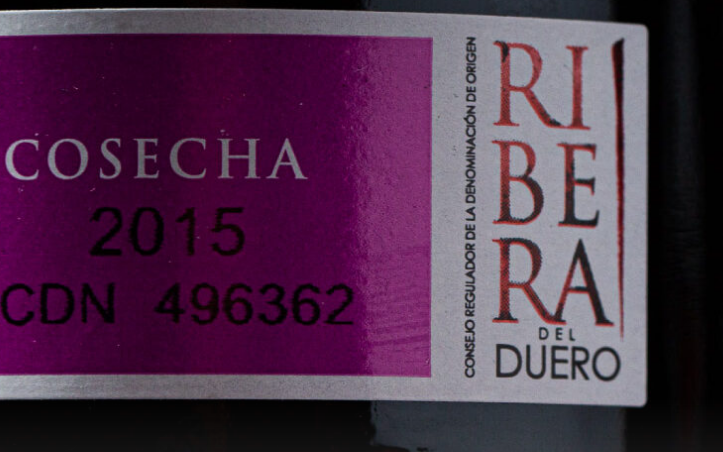 COSECHA
2015
CDN 496362
CONSEJO REGULADOR DE LA DENOMINACIÓN DE ORIGEN
RI
BE
RA
DEL
DUERO